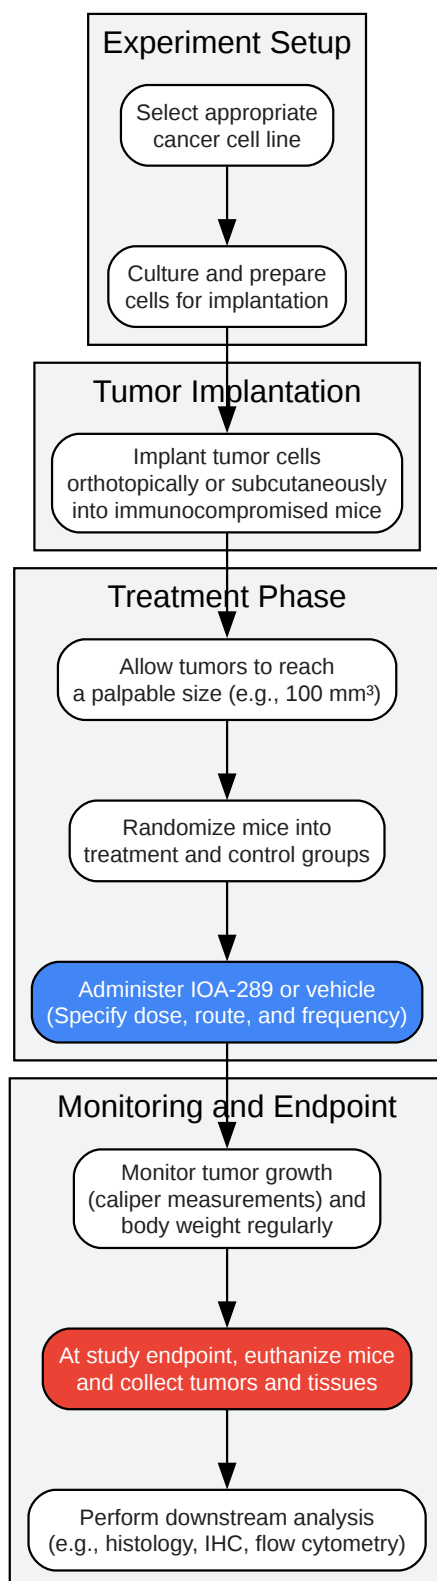 Experiment Setup
Select appropriate
cancer cell line
Culture and prepare
cells for implantation
Tumor Implantation
Implant tumor cells
orthotopically or subcutaneously
into immunocompromised mice
Treatment Phase
Allow tumors to reach
a palpable size (e.g., 100 mm³)
Randomize mice into
treatment and control groups
Administer IOA-289 or vehicle
(Specify dose, route, and frequency)
Monitoring and Endpoint
Monitor tumor growth
(caliper measurements) and
body weight regularly
At study endpoint, euthanize mice
and collect tumors and tissues
Perform downstream analysis
(e.g., histology, IHC, flow cytometry)